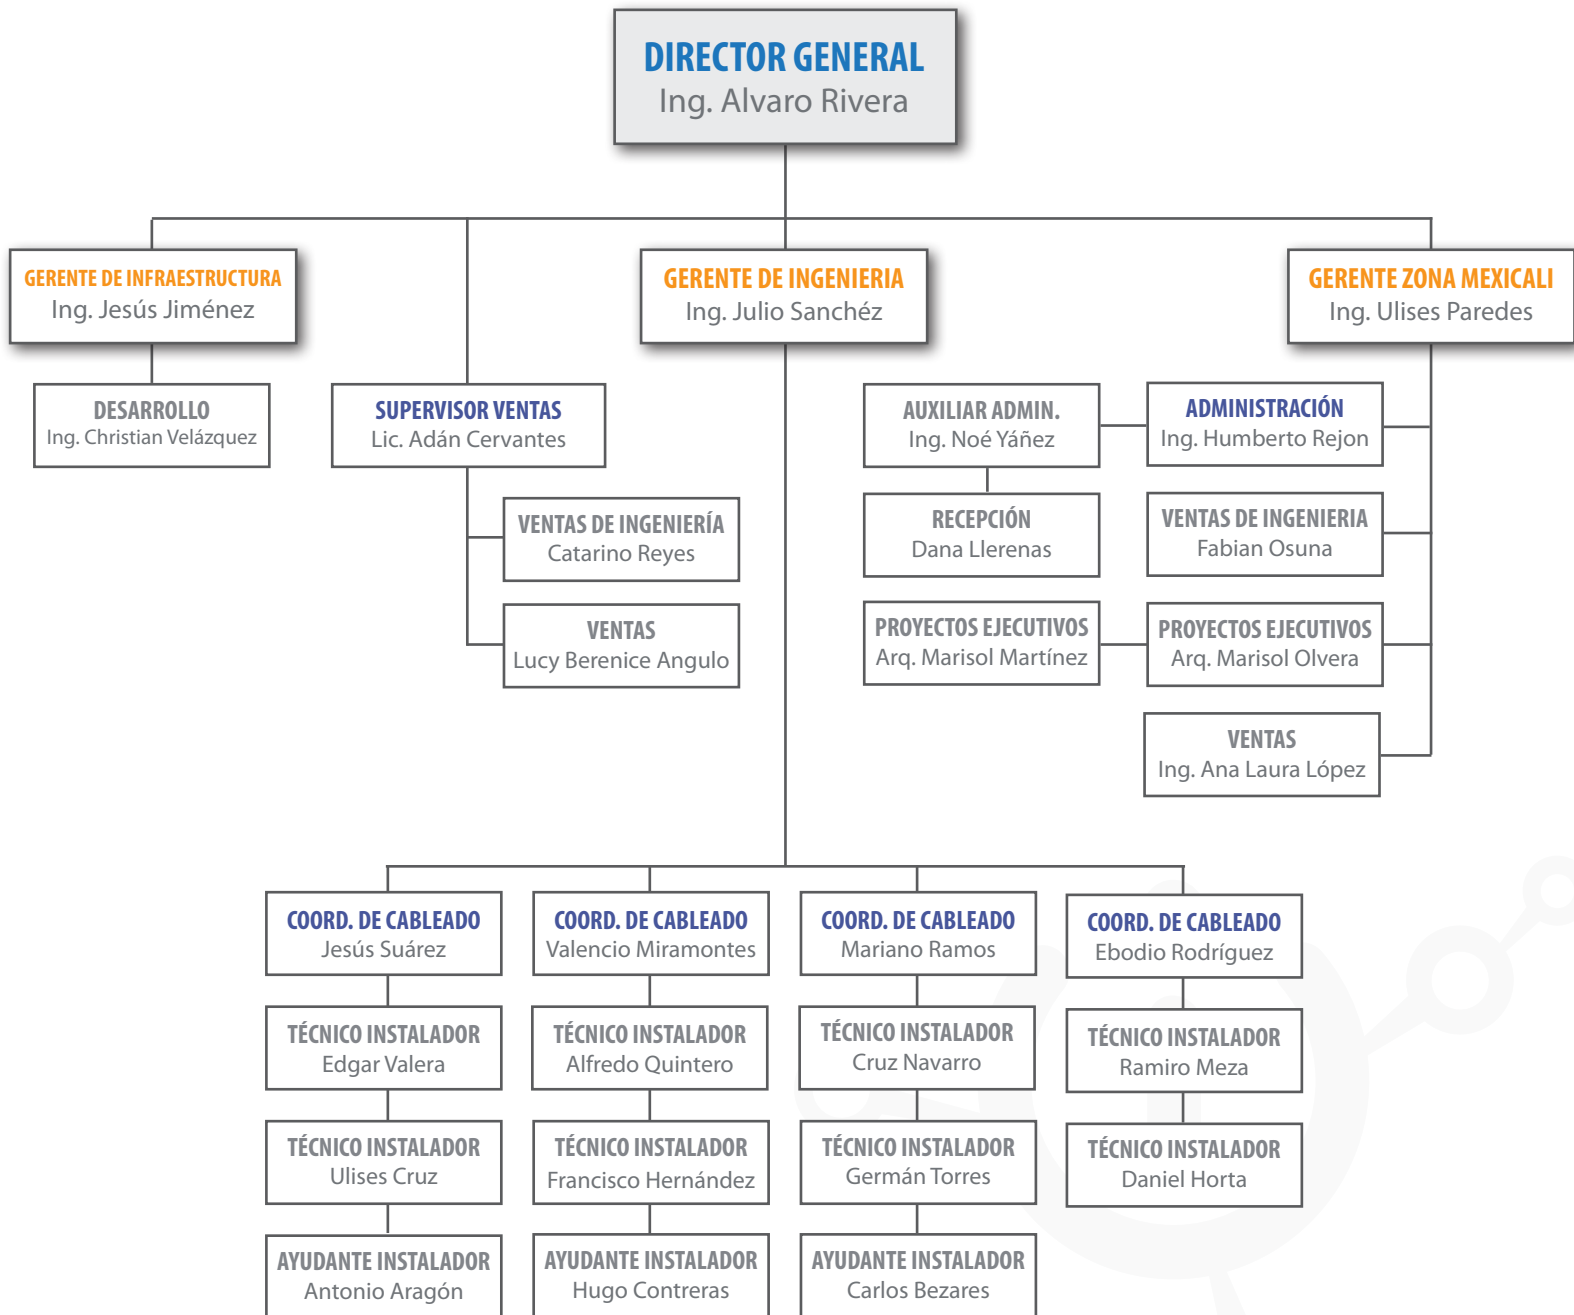 DIRECTOR GENERAL
Ing. Alvaro Rivera
GERENTE DE INFRAESTRUCTURA
Ing. Jesús Jiménez
GERENTE DE INGENIERIA
Ing. Julio Sanchéz
GERENTE ZONA MEXICALI
Ing. Ulises Paredes
DESARROLLO
Ing. Christian Velázquez
SUPERVISOR VENTAS
Lic. Adán Cervantes
AUXILIAR ADMIN.
Ing. Noé Yáñez
ADMINISTRACIÓN
Ing. Humberto Rejon
VENTAS DE INGENIERÍA
Catarino Reyes
RECEPCIÓN
Dana Llerenas
VENTAS DE INGENIERIA
Fabian Osuna
VENTAS
Lucy Berenice Angulo
PROYECTOS EJECUTIVOS
Arq. Marisol Martínez
PROYECTOS EJECUTIVOS
Arq. Marisol Olvera
VENTAS
Ing. Ana Laura López
COORD. DE CABLEADO
Jesús Suárez
COORD. DE CABLEADO
Valencio Miramontes
COORD. DE CABLEADO
Mariano Ramos
COORD. DE CABLEADO
Ebodio Rodríguez
TÉCNICO INSTALADOR
Edgar Valera
TÉCNICO INSTALADOR
Alfredo Quintero
TÉCNICO INSTALADOR
Cruz Navarro
TÉCNICO INSTALADOR
Ramiro Meza
TÉCNICO INSTALADOR
Ulises Cruz
TÉCNICO INSTALADOR
Francisco Hernández
TÉCNICO INSTALADOR
Germán Torres
TÉCNICO INSTALADOR
Daniel Horta
AYUDANTE INSTALADOR
Antonio Aragón
AYUDANTE INSTALADOR
Hugo Contreras
AYUDANTE INSTALADOR
Carlos Bezares